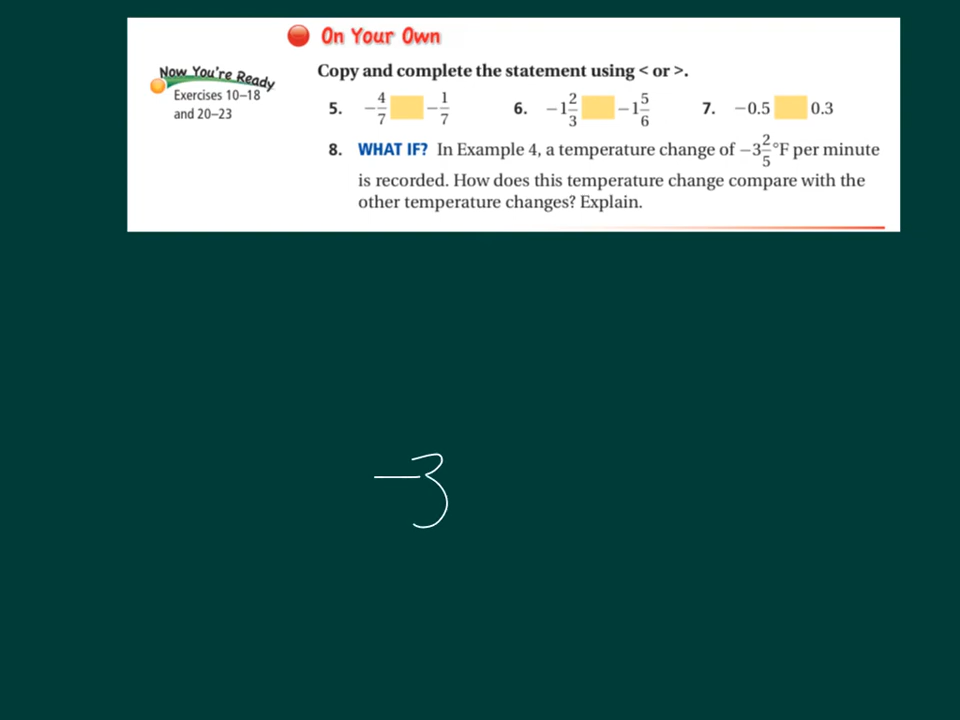 On Your Own
Now You're Ready
Exercises 10–18
and 20–23
Copy and complete the statement using < or >.
5. −4/7 −1/7 6. −1 2/3 −1 5/6 7. −0.5 0.3
8. WHAT IF? In Example 4, a temperature change of −3 2/5 °F per minute
is recorded. How does this temperature change compare with the
other temperature changes? Explain.
−3